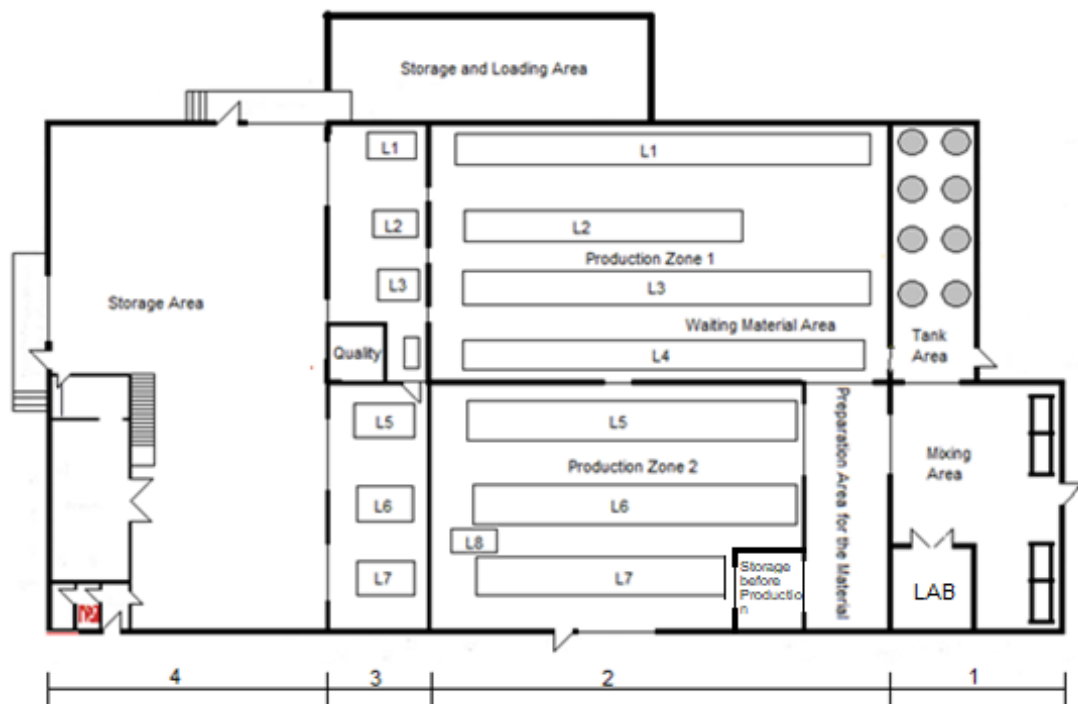 Storage and Loading Area
L1
L1
L2
L2
Production Zone 1
L3
L3
Storage Area
Waiting Material Area
Tank
Area
Quality
L4
L5
L5
Preparation Area for the Material
Production Zone 2
Mixing
Area
L6
L6
L8
L7
L7
Storage
before
Productio
n
LAB
4
3
2
1